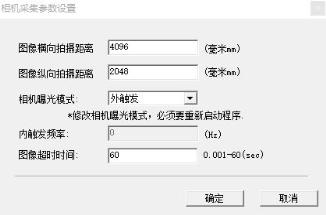 相机采集参数设置
图像横向拍摄距离 4096 (毫米mm)
图像纵向拍摄距离 2048 (毫米mm)
相机曝光模式: 外触发
*修改相机曝光模式，必须要重新启动程序.
内触发频率: 0 (Hz)
图像超时时间: 60 0.001-60(sec)
确定 取消